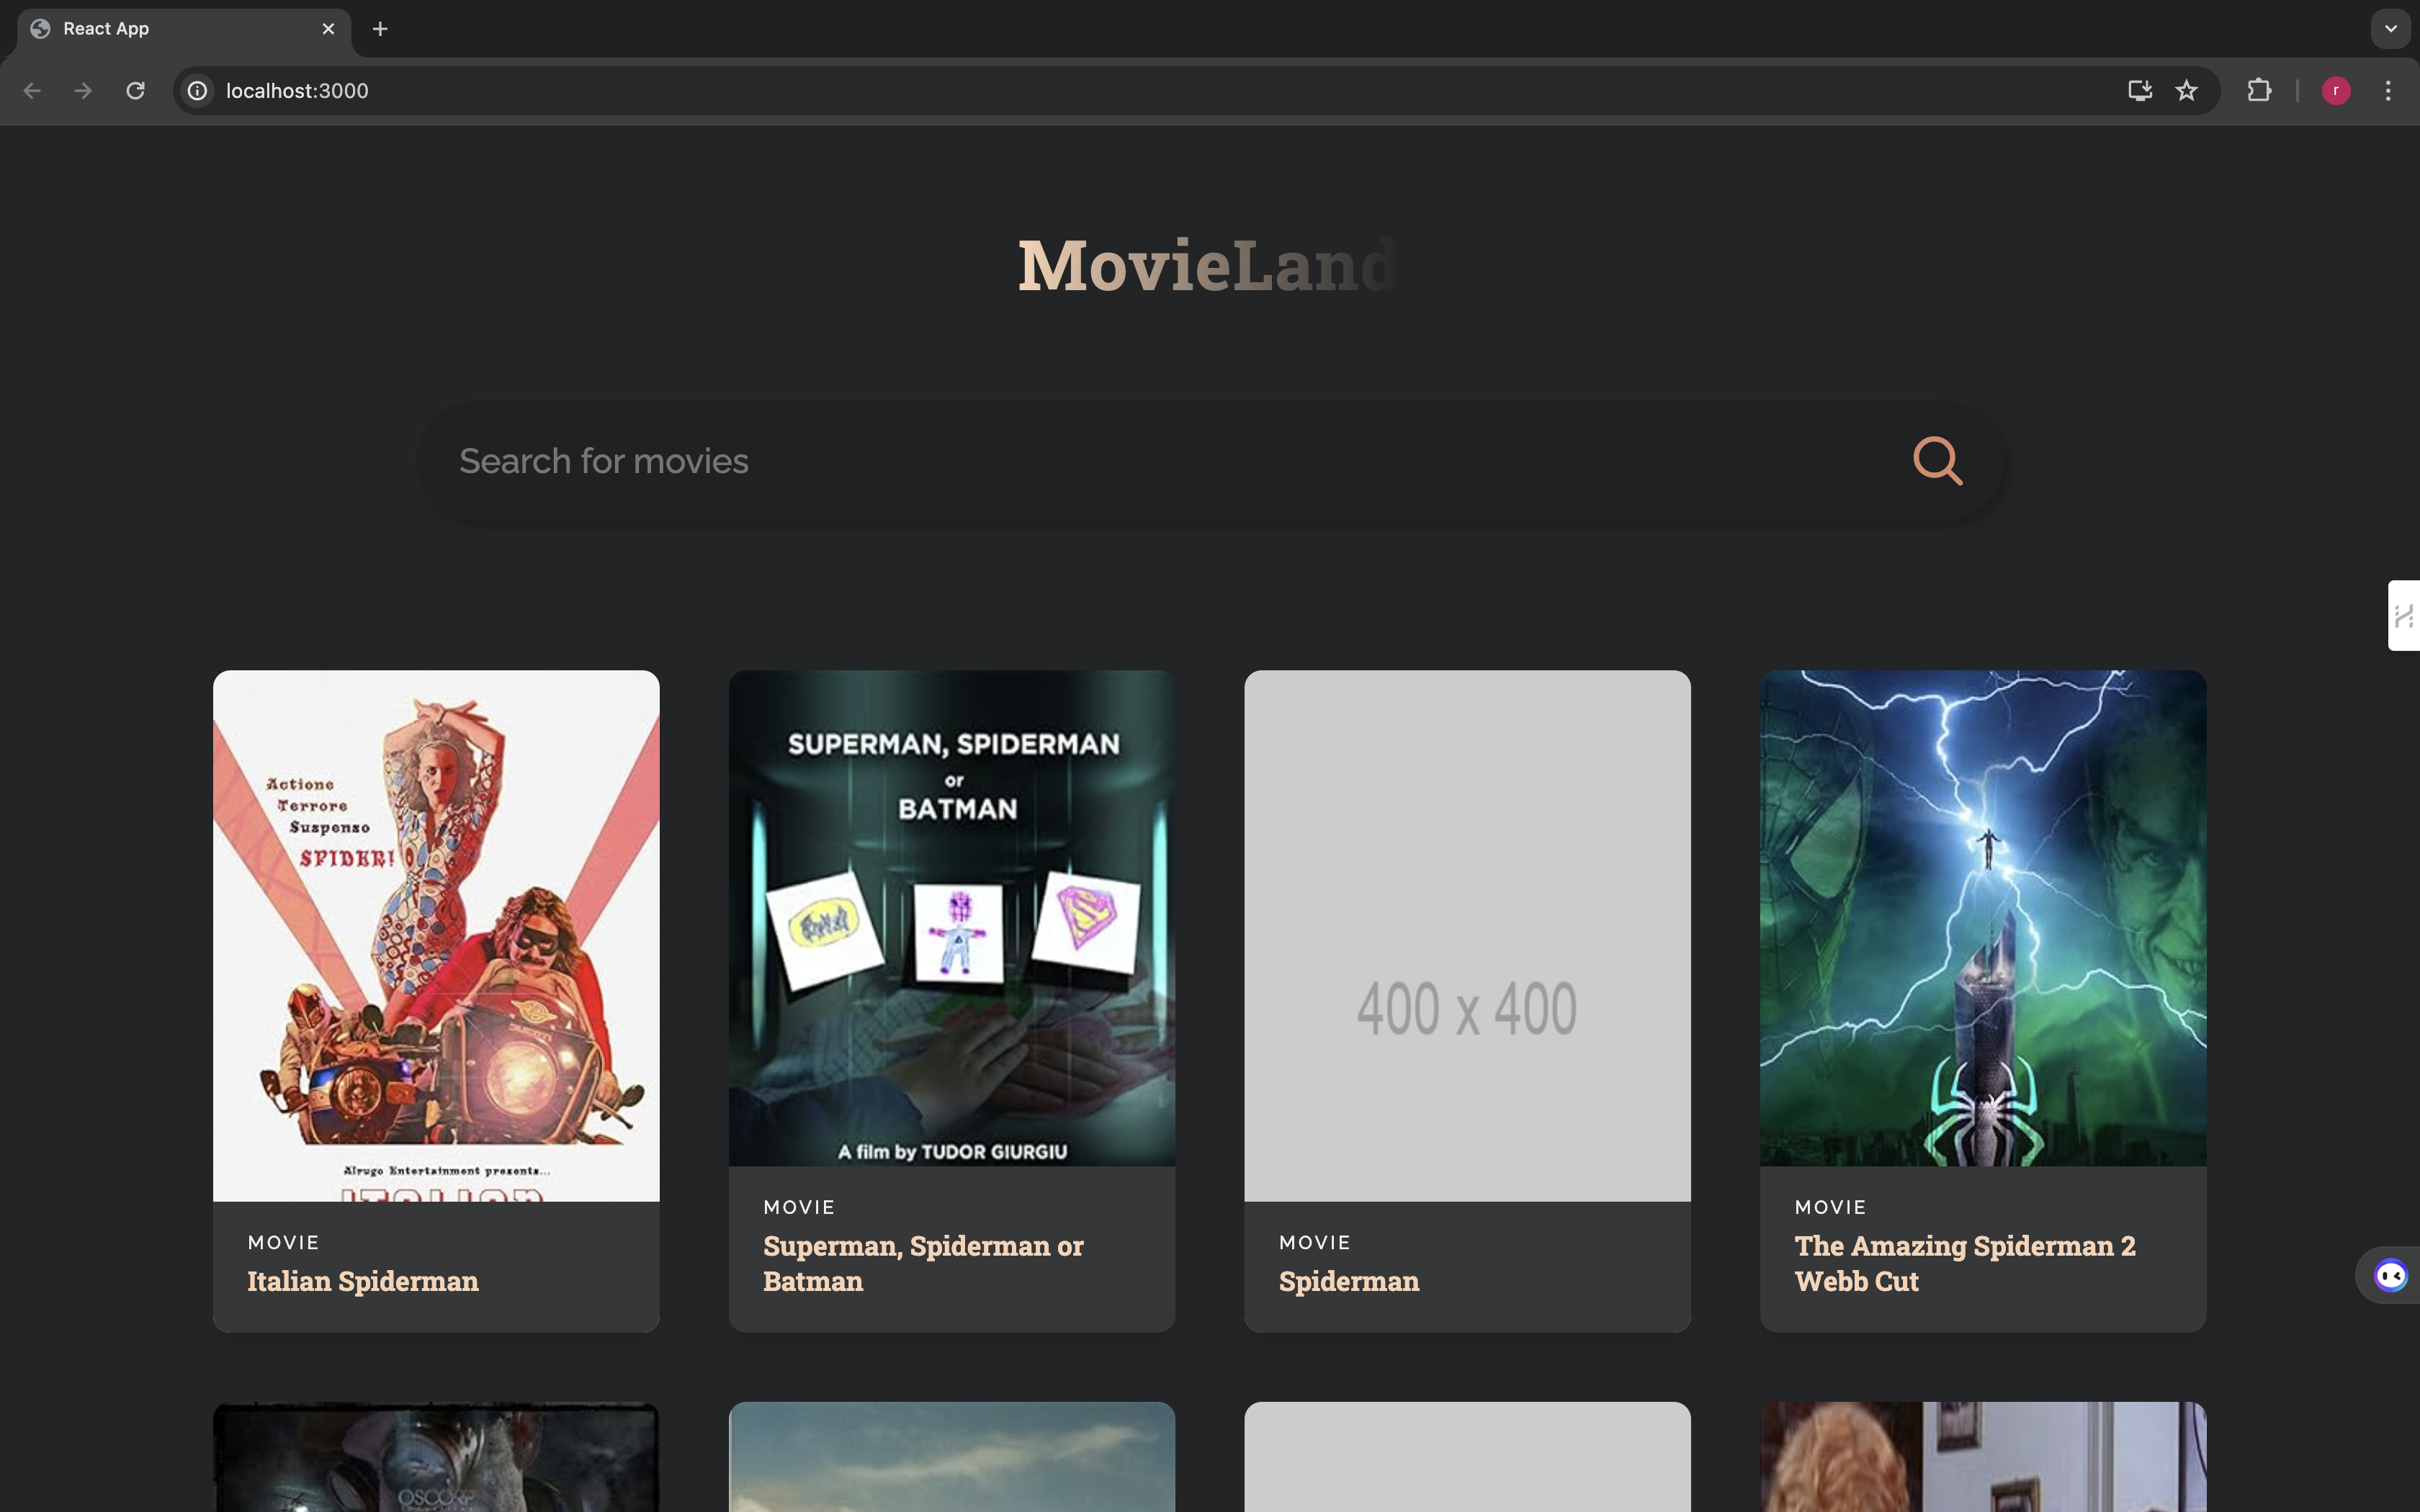 React App
localhost:3000
r
MovieLand
Search for movies
Actione
Terrore
Suspenso
SPIDER!
Alrugo Entertainment presents...
ITALIAN
MOVIE
Italian Spiderman
SUPERMAN, SPIDERMAN
or
BATMAN
A film by TUDOR GIURGIU
MOVIE
Superman, Spiderman or
Batman
400 x 400
MOVIE
Spiderman
MOVIE
The Amazing Spiderman 2
Webb Cut
OSCORP